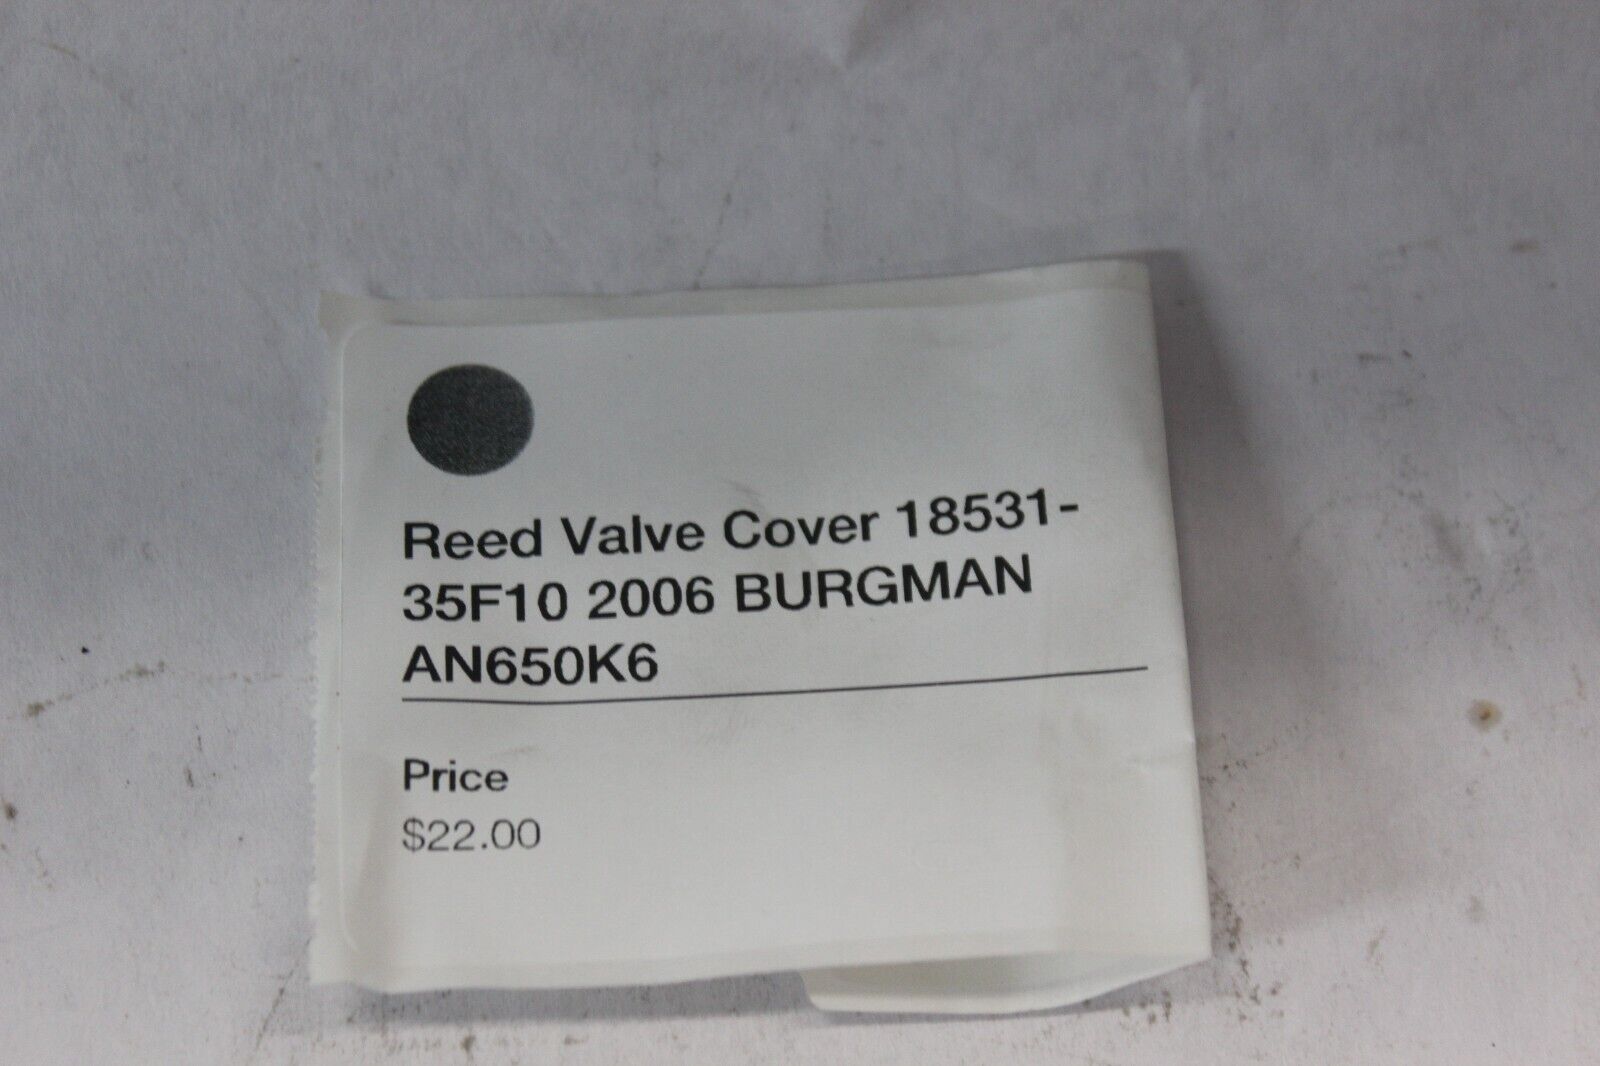 Reed Valve Cover 18531-
35F10 2006 BURGMAN
AN650K6
Price
$22.00